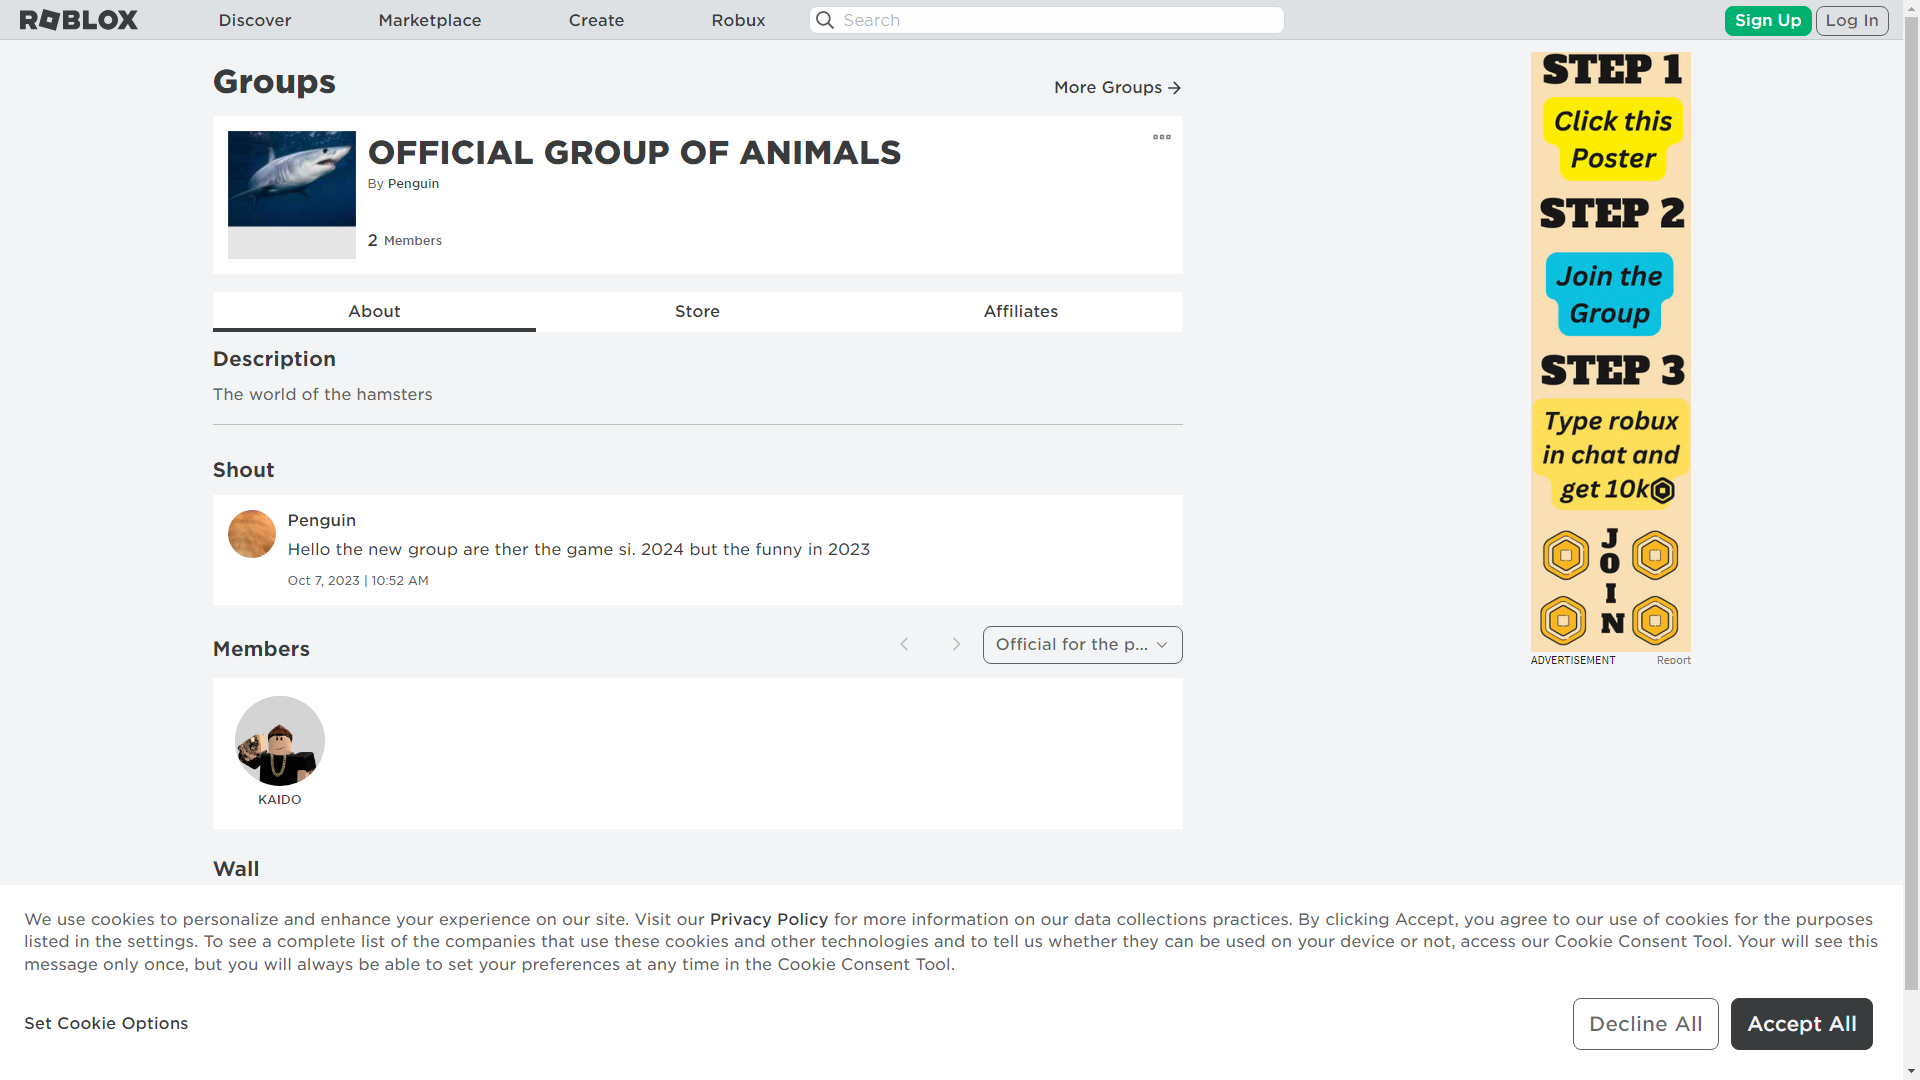 ROBLOX
Discover
Marketplace
Create
Robux
Search
Sign Up
Log In
Groups
More Groups
OFFICIAL GROUP OF ANIMALS
By Penguin
2 Members
About
Store
Affiliates
Description
The world of the hamsters
Shout
Penguin
Hello the new group are ther the game si. 2024 but the funny in 2023
Oct 7, 2023 | 10:52 AM
Members
Official for the p...
KAIDO
Wall
STEP 1
Click this
Poster
STEP 2
Join the
Group
STEP 3
Type robux
in chat and
get 10k
JOIN
ADVERTISEMENT
Report
We use cookies to personalize and enhance your experience on our site. Visit our Privacy Policy for more information on our data collections practices. By clicking Accept, you agree to our use of cookies for the purposes
listed in the settings. To see a complete list of the companies that use these cookies and other technologies and to tell us whether they can be used on your device or not, access our Cookie Consent Tool. Your will see this
message only once, but you will always be able to set your preferences at any time in the Cookie Consent Tool.
Set Cookie Options
Decline All
Accept All